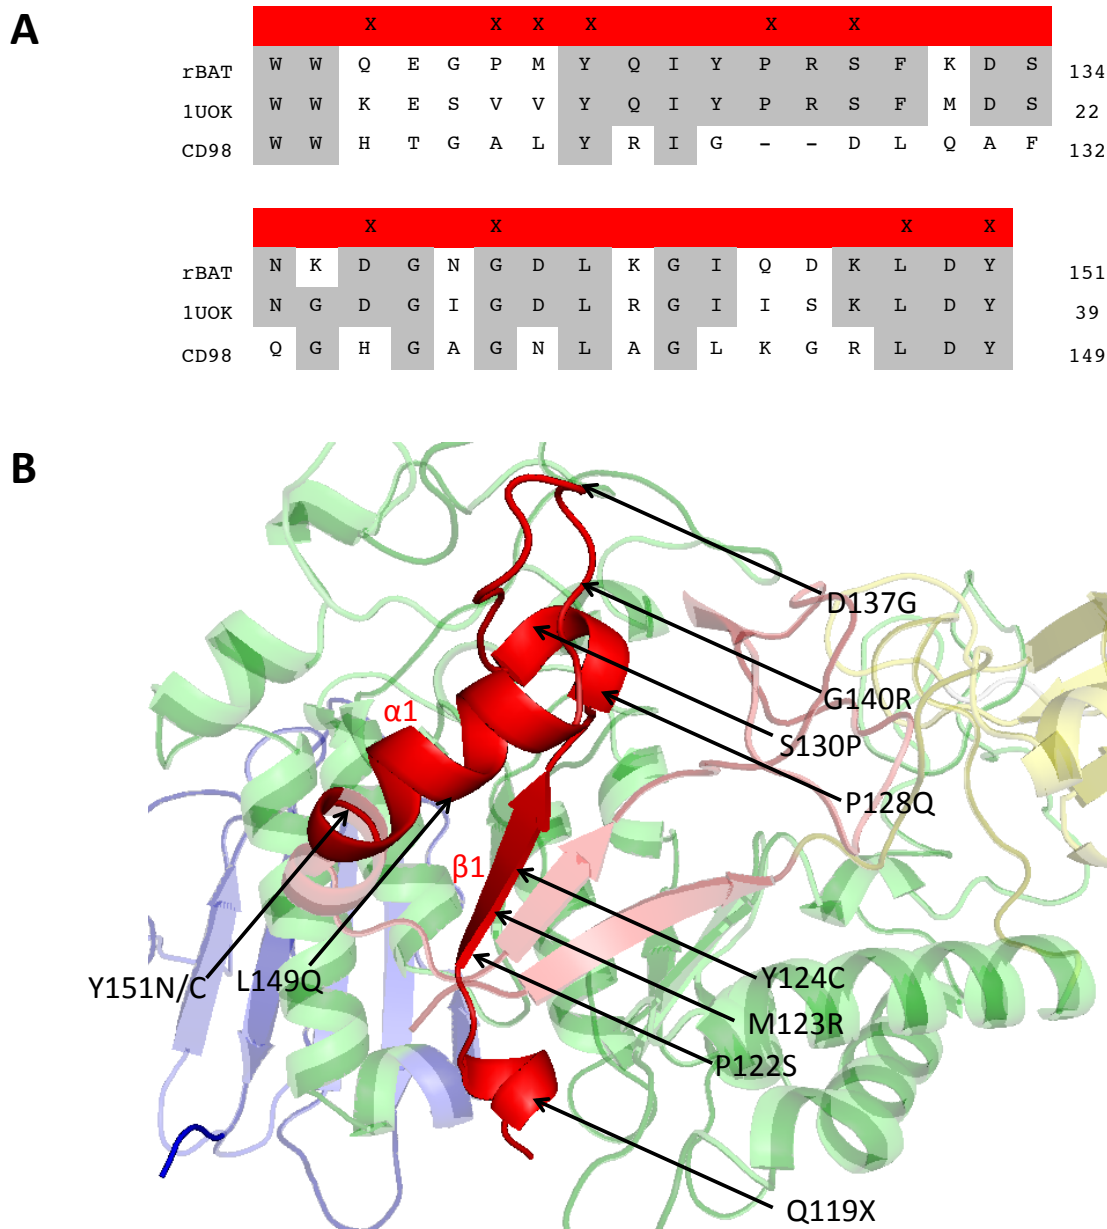 A
X X X X X X
rBAT W W Q E G P M Y Q I Y P R S F K D S 134
1UOK W W K E S V V Y Q I Y P R S F M D S 22
CD98 W W H T G A L Y R I G - - D L Q A F 132
X X X X
rBAT N K D G N G D L K G I Q D K L D Y 151
1UOK N G D G I G D L R G I I S K L D Y 39
CD98 Q G H G A G N L A G L K G R L D Y 149
B
D137G
G140R
α1
S130P
P128Q
β1
Y151N/C
L149Q
Y124C
M123R
P122S
Q119X